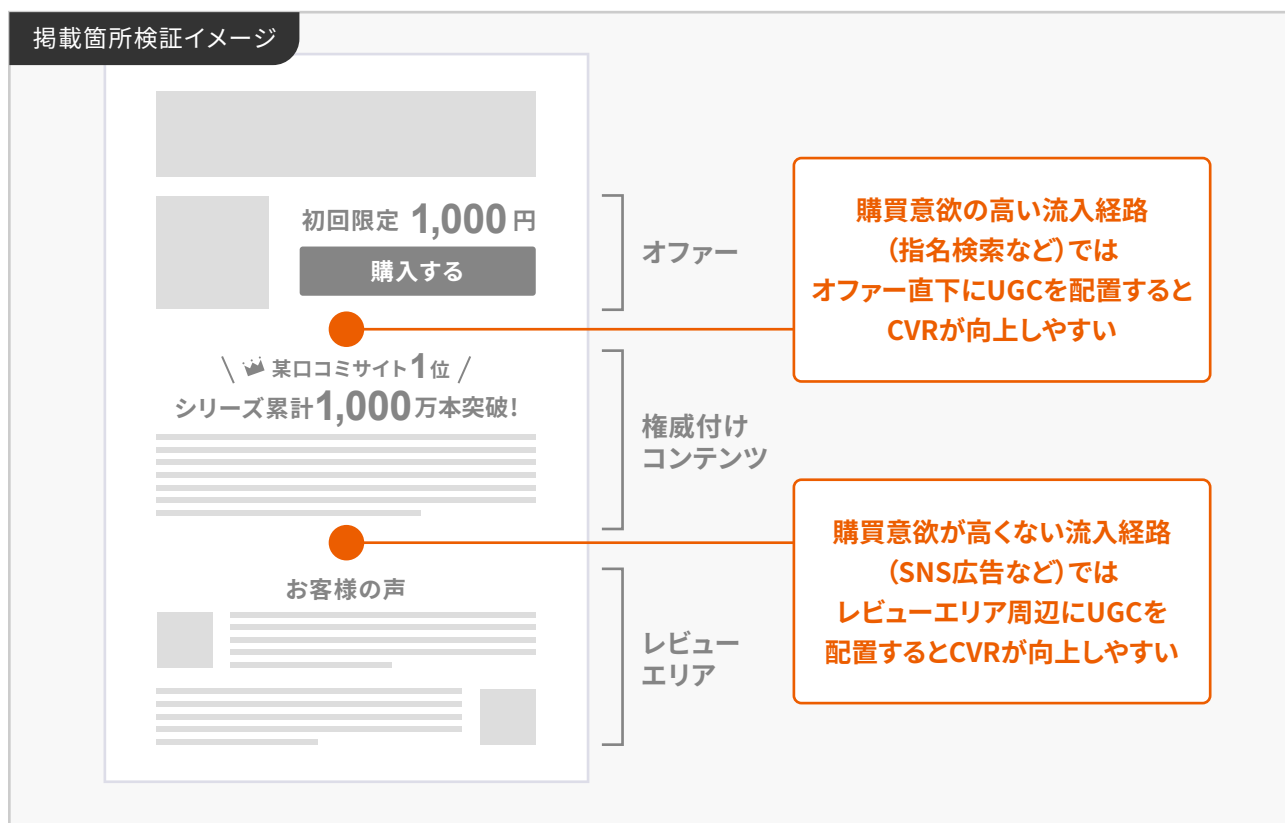 掲載箇所検証イメージ
初回限定 1,000 円
購入する
オファー
購買意欲の高い流入経路
（指名検索など）では
オファー直下にUGCを配置すると
CVRが向上しやすい
某口コミサイト1位
シリーズ累計1,000万本突破！
権威付け
コンテンツ
購買意欲が高くない流入経路
（SNS広告など）では
レビューエリア周辺にUGCを
配置するとCVRが向上しやすい
お客様の声
レビュー
エリア